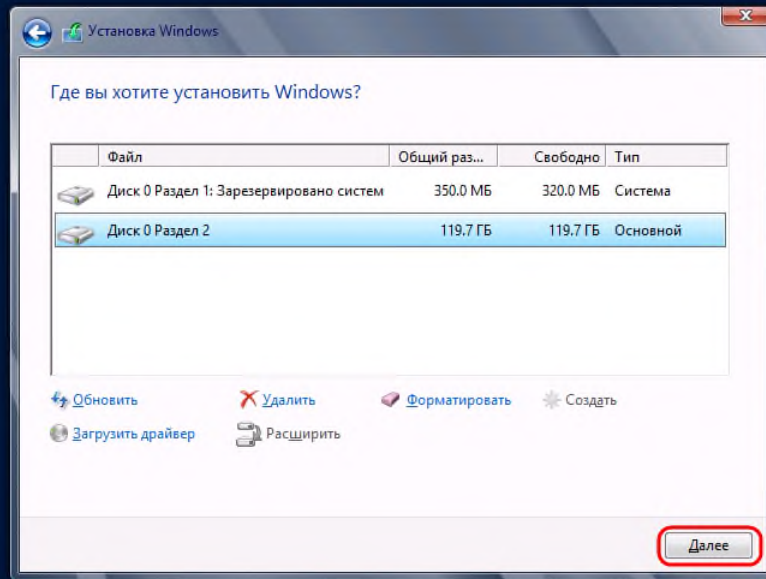 Установка Windows
Где вы хотите установить Windows?
Файл Общий раз... Свободно Тип
Диск 0 Раздел 1: Зарезервировано систем 350.0 МБ 320.0 МБ Система
Диск 0 Раздел 2 119.7 ГБ 119.7 ГБ Основной
Обновить Удалить Форматировать Создать
Загрузить драйвер Расширить
Далее